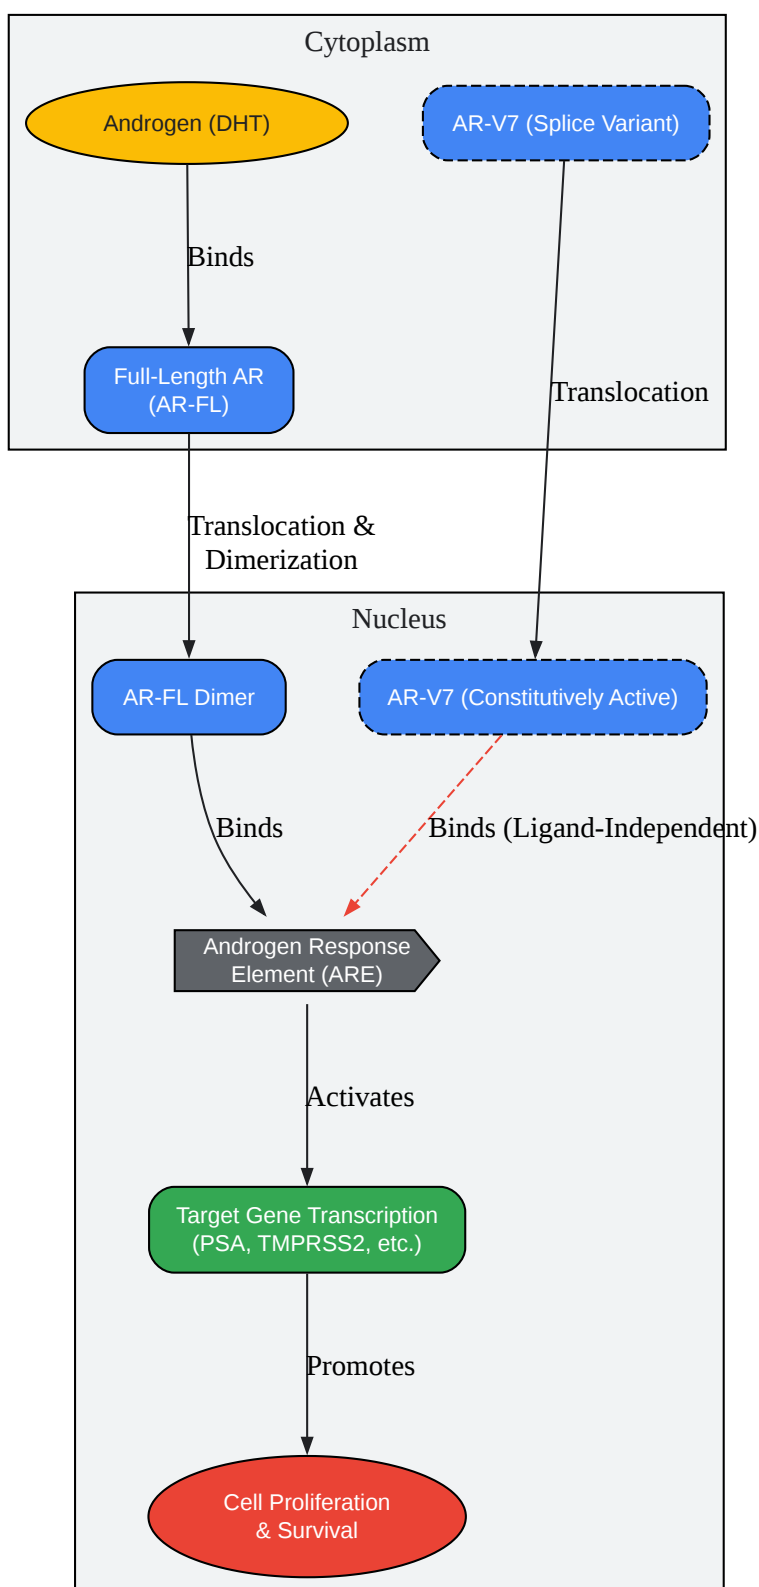 Cytoplasm
Androgen (DHT)
AR-V7 (Splice Variant)
Binds
Full-Length AR
(AR-FL)
Translocation
Translocation &
Dimerization
Nucleus
AR-FL Dimer
AR-V7 (Constitutively Active)
Binds
Binds (Ligand-Independent)
Androgen Response
Element (ARE)
Activates
Target Gene Transcription
(PSA, TMPRSS2, etc.)
Promotes
Cell Proliferation
& Survival